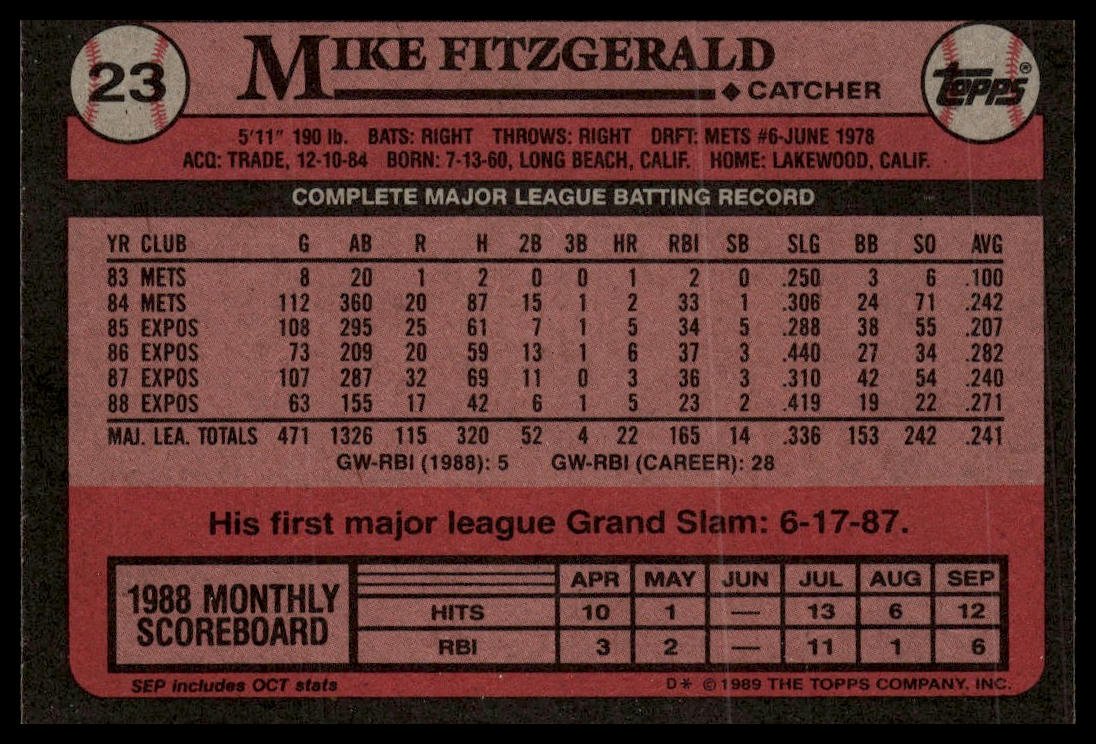 23
MIKE FITZGERALD
◆ CATCHER
TOPPS®
5'11" 190 lb. BATS: RIGHT THROWS: RIGHT DRFT: METS #6-JUNE 1978
ACQ: TRADE, 12-10-84 BORN: 7-13-60, LONG BEACH, CALIF. HOME: LAKEWOOD, CALIF.
COMPLETE MAJOR LEAGUE BATTING RECORD
YR CLUB G AB R H 2B 3B HR RBI SB SLG BB SO AVG
83 METS 8 20 1 2 0 0 1 2 0 .250 3 6 .100
84 METS 112 360 20 87 15 1 2 33 1 .306 24 71 .242
85 EXPOS 108 295 25 61 7 1 5 34 5 .288 38 55 .207
86 EXPOS 73 209 20 59 13 1 6 37 3 .440 27 34 .282
87 EXPOS 107 287 32 69 11 0 3 36 3 .310 42 54 .240
88 EXPOS 63 155 17 42 6 1 5 23 2 .419 19 22 .271
MAJ. LEA. TOTALS 471 1326 115 320 52 4 22 165 14 .336 153 242 .241
GW-RBI (1988): 5 GW-RBI (CAREER): 28
His first major league Grand Slam: 6-17-87.
1988 MONTHLY SCOREBOARD
APR MAY JUN JUL AUG SEP
HITS 10 1 — 13 6 12
RBI 3 2 — 11 1 6
SEP includes OCT stats
D* © 1989 THE TOPPS COMPANY, INC.